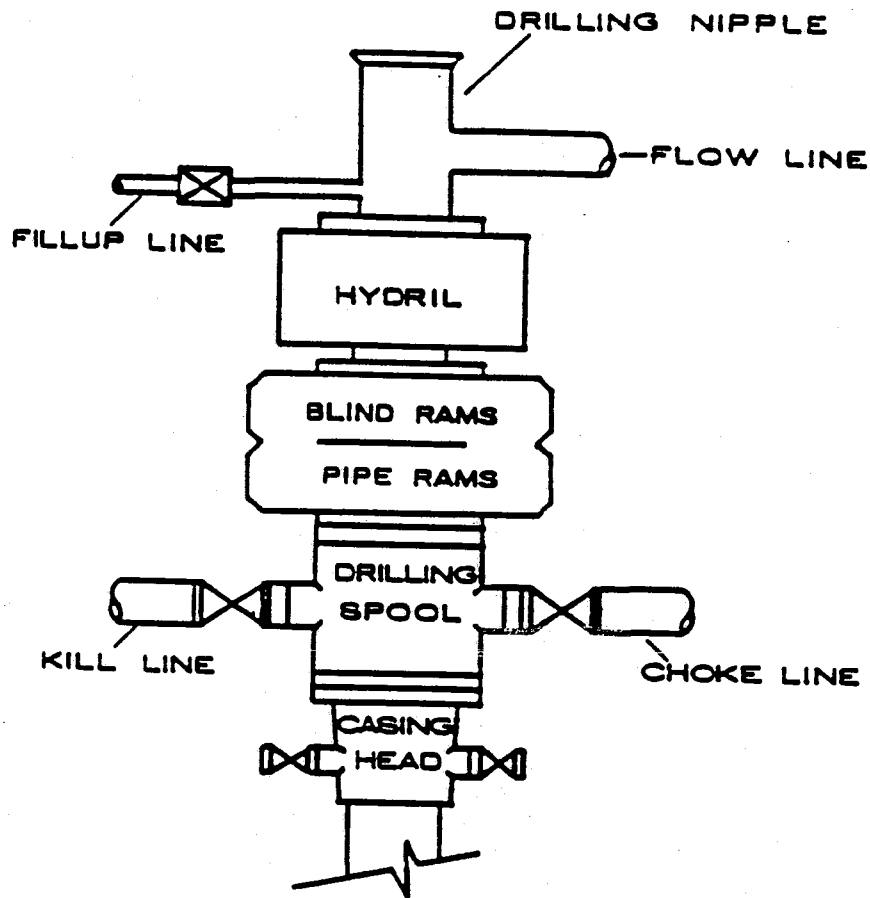 DRILLING NIPPLE
FLOW LINE
FILLUP LINE
HYDRIL
BLIND RAMS
PIPE RAMS
DRILLING
SPOOL
KILL LINE
CHOKE LINE
CASING
HEAD